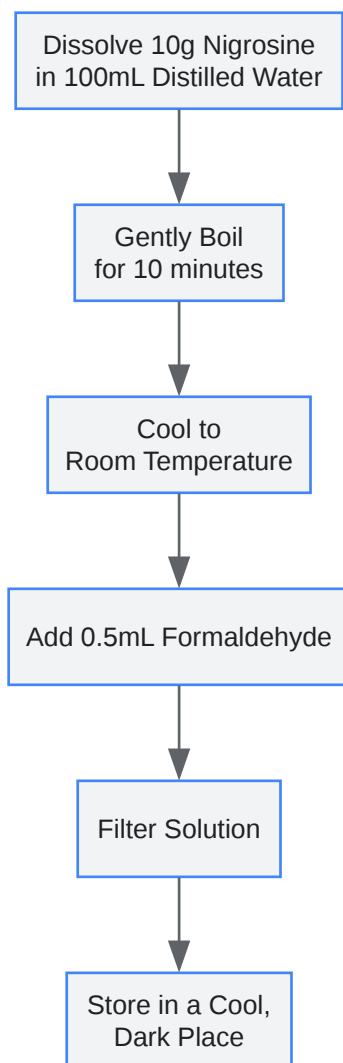 Dissolve 10g Nigrosine
in 100mL Distilled Water
Gently Boil
for 10 minutes
Cool to
Room Temperature
Add 0.5mL Formaldehyde
Filter Solution
Store in a Cool,
Dark Place